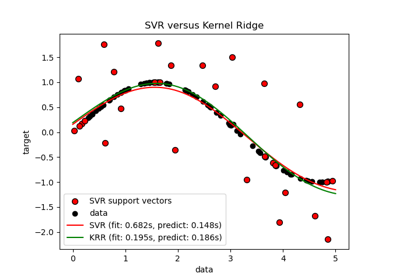 SVR versus Kernel Ridge
1.5
1.0
0.5
0.0
−0.5
−1.0
−1.5
−2.0
target
SVR support vectors
data
SVR (fit: 0.682s, predict: 0.148s)
KRR (fit: 0.195s, predict: 0.186s)
0 1 2 3 4 5
data